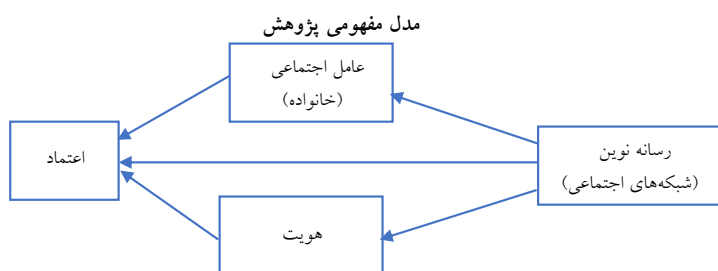 مدل مفهومی پژوهش
عامل اجتماعی
(خانواده)
رسانه نوین
(شبکه‌های اجتماعی)
اعتماد
هویت